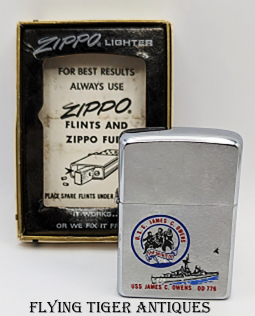 ZIPPO LIGHTER
FOR BEST RESULTS
ALWAYS USE
ZIPPO
FLINTS AND
ZIPPO
PLACE SPARE FLINTS UNDER
IT WORKS...
OR WE FIX IT
U.S.S. JAMES C. OWENS
USS JAMES C. OWENS DD 776
FLYING TIGER ANTIQUES